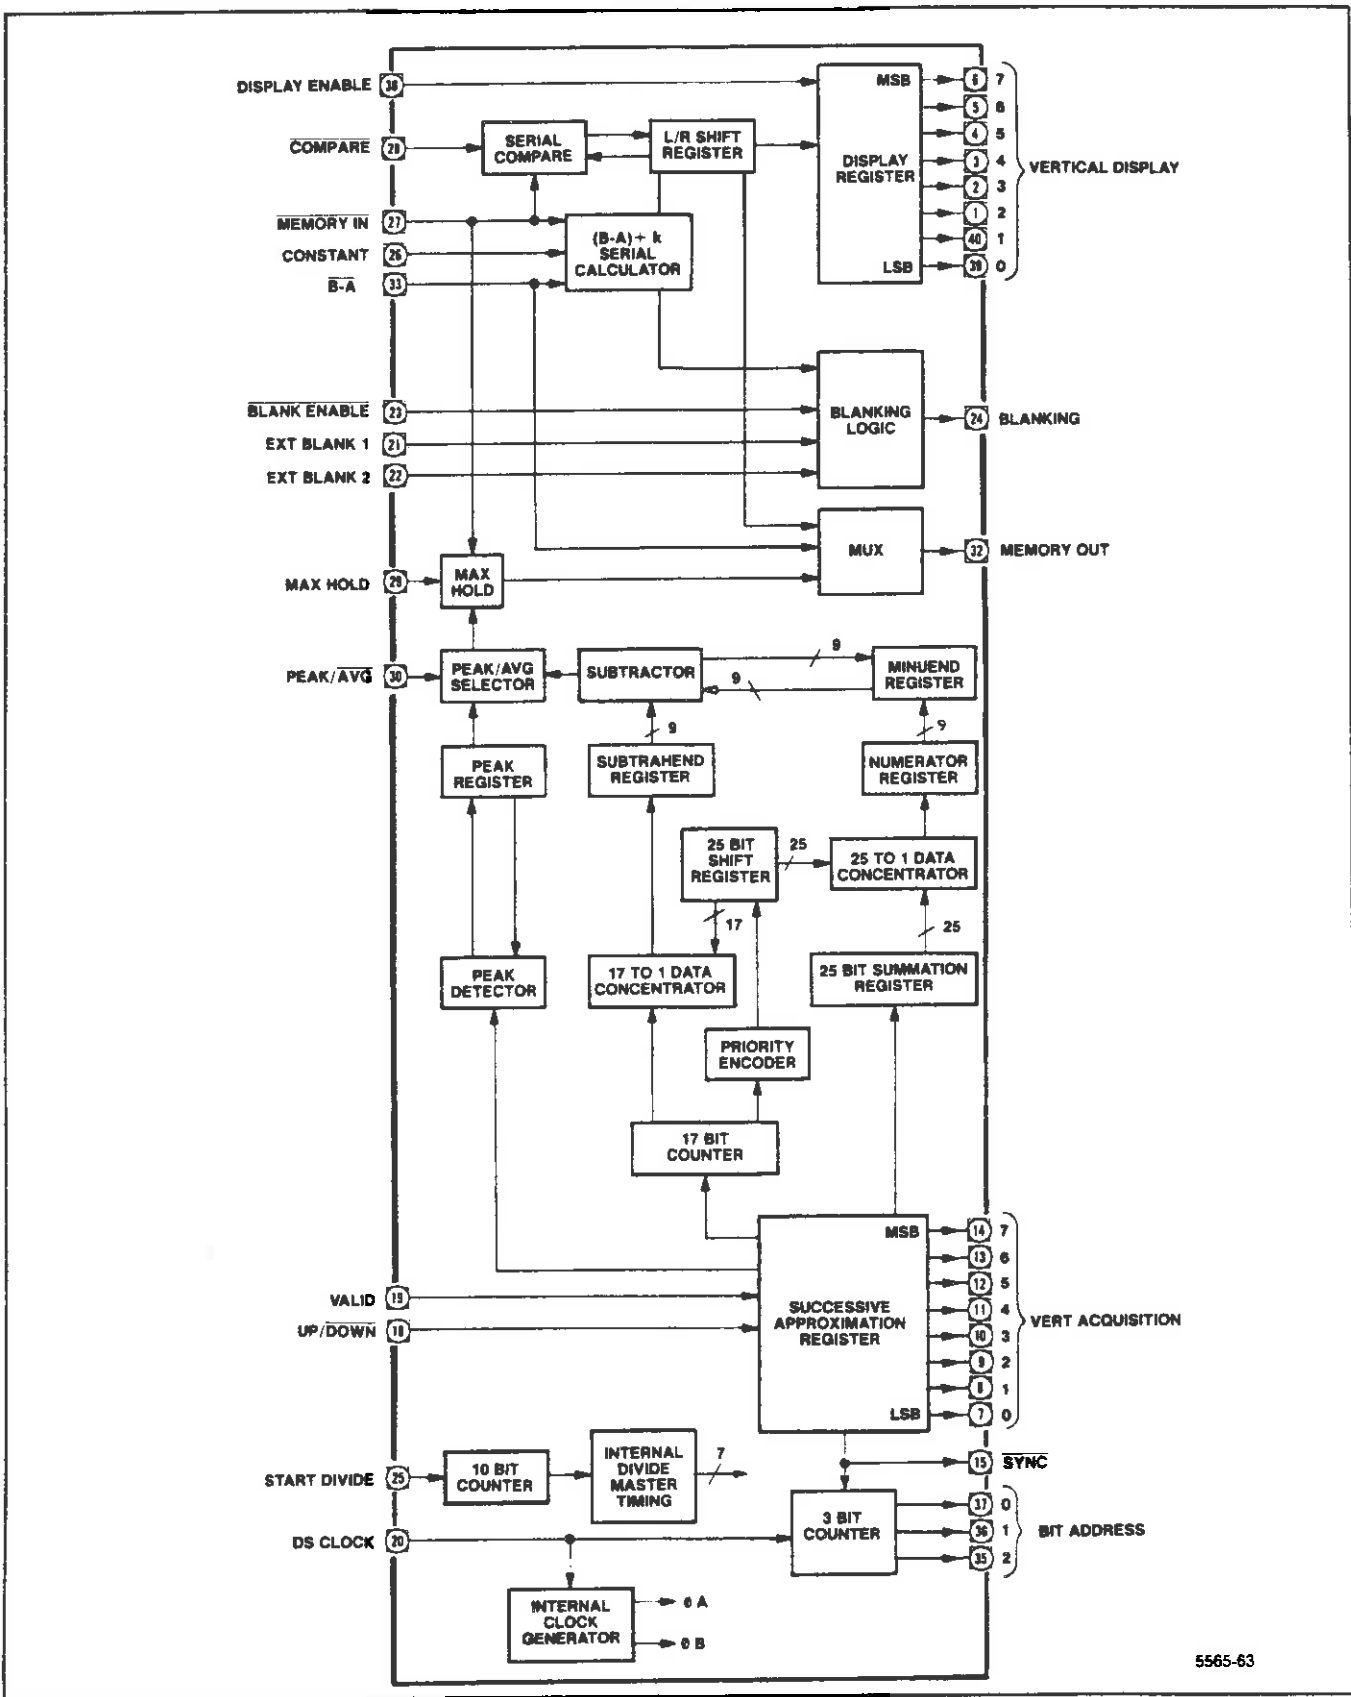 DISPLAY ENABLE 38
MSB
6 7
5 6
4 5
3 4
2 3
1 2
40 1
LSB
39 0
VERTICAL DISPLAY
DISPLAY
REGISTER
COMPARE 28
SERIAL
COMPARE
L/R SHIFT
REGISTER
MEMORY IN 27
CONSTANT 26
B-A 33
(B-A)+ k
SERIAL
CALCULATOR
BLANK ENABLE 23
EXT BLANK 1 21
EXT BLANK 2 22
BLANKING
LOGIC
24 BLANKING
MUX
32 MEMORY OUT
MAX HOLD 29
MAX
HOLD
PEAK/AVG 30
PEAK/AVG
SELECTOR
SUBTRACTOR
9
9
MINUEND
REGISTER
9
9
PEAK
REGISTER
SUBTRAHEND
REGISTER
NUMERATOR
REGISTER
25 BIT
SHIFT
REGISTER
25
25 TO 1 DATA
CONCENTRATOR
17
25
PEAK
DETECTOR
17 TO 1 DATA
CONCENTRATOR
25 BIT SUMMATION
REGISTER
PRIORITY
ENCODER
17 BIT
COUNTER
MSB
14 7
13 6
12 5
11 4
10 3
9 2
8 1
LSB
7 0
VERT ACQUISITION
VALID 19
UP/DOWN 18
SUCCESSIVE
APPROXIMATION
REGISTER
START DIVIDE 25
10 BIT
COUNTER
INTERNAL
DIVIDE
MASTER
TIMING
7
15 SYNC
DS CLOCK 20
3 BIT
COUNTER
37 0
36 1
35 2
BIT ADDRESS
INTERNAL
CLOCK
GENERATOR
0 A
0 B
5565-63